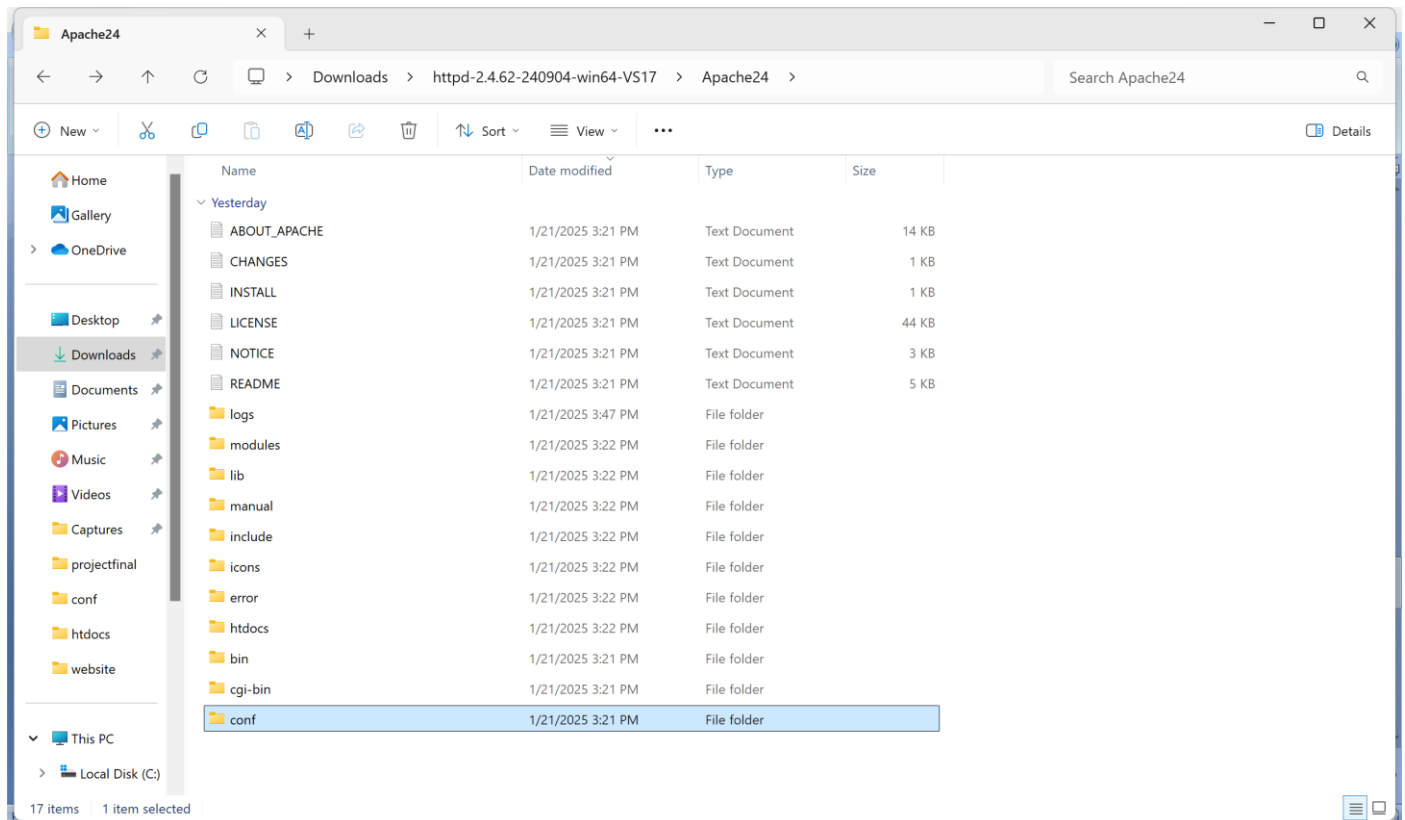 Apache24
Downloads > httpd-2.4.62-240904-win64-VS17 > Apache24 >
Search Apache24
New
Sort
View
Details
Home
Gallery
OneDrive
Desktop
Downloads
Documents
Pictures
Music
Videos
Captures
projectfinal
conf
htdocs
website
This PC
Local Disk (C:)
Name Date modified Type Size
Yesterday
ABOUT_APACHE 1/21/2025 3:21 PM Text Document 14 KB
CHANGES 1/21/2025 3:21 PM Text Document 1 KB
INSTALL 1/21/2025 3:21 PM Text Document 1 KB
LICENSE 1/21/2025 3:21 PM Text Document 44 KB
NOTICE 1/21/2025 3:21 PM Text Document 3 KB
README 1/21/2025 3:21 PM Text Document 5 KB
logs 1/21/2025 3:47 PM File folder
modules 1/21/2025 3:22 PM File folder
lib 1/21/2025 3:22 PM File folder
manual 1/21/2025 3:22 PM File folder
include 1/21/2025 3:22 PM File folder
icons 1/21/2025 3:22 PM File folder
error 1/21/2025 3:22 PM File folder
htdocs 1/21/2025 3:22 PM File folder
bin 1/21/2025 3:21 PM File folder
cgi-bin 1/21/2025 3:21 PM File folder
conf 1/21/2025 3:21 PM File folder
17 items 1 item selected